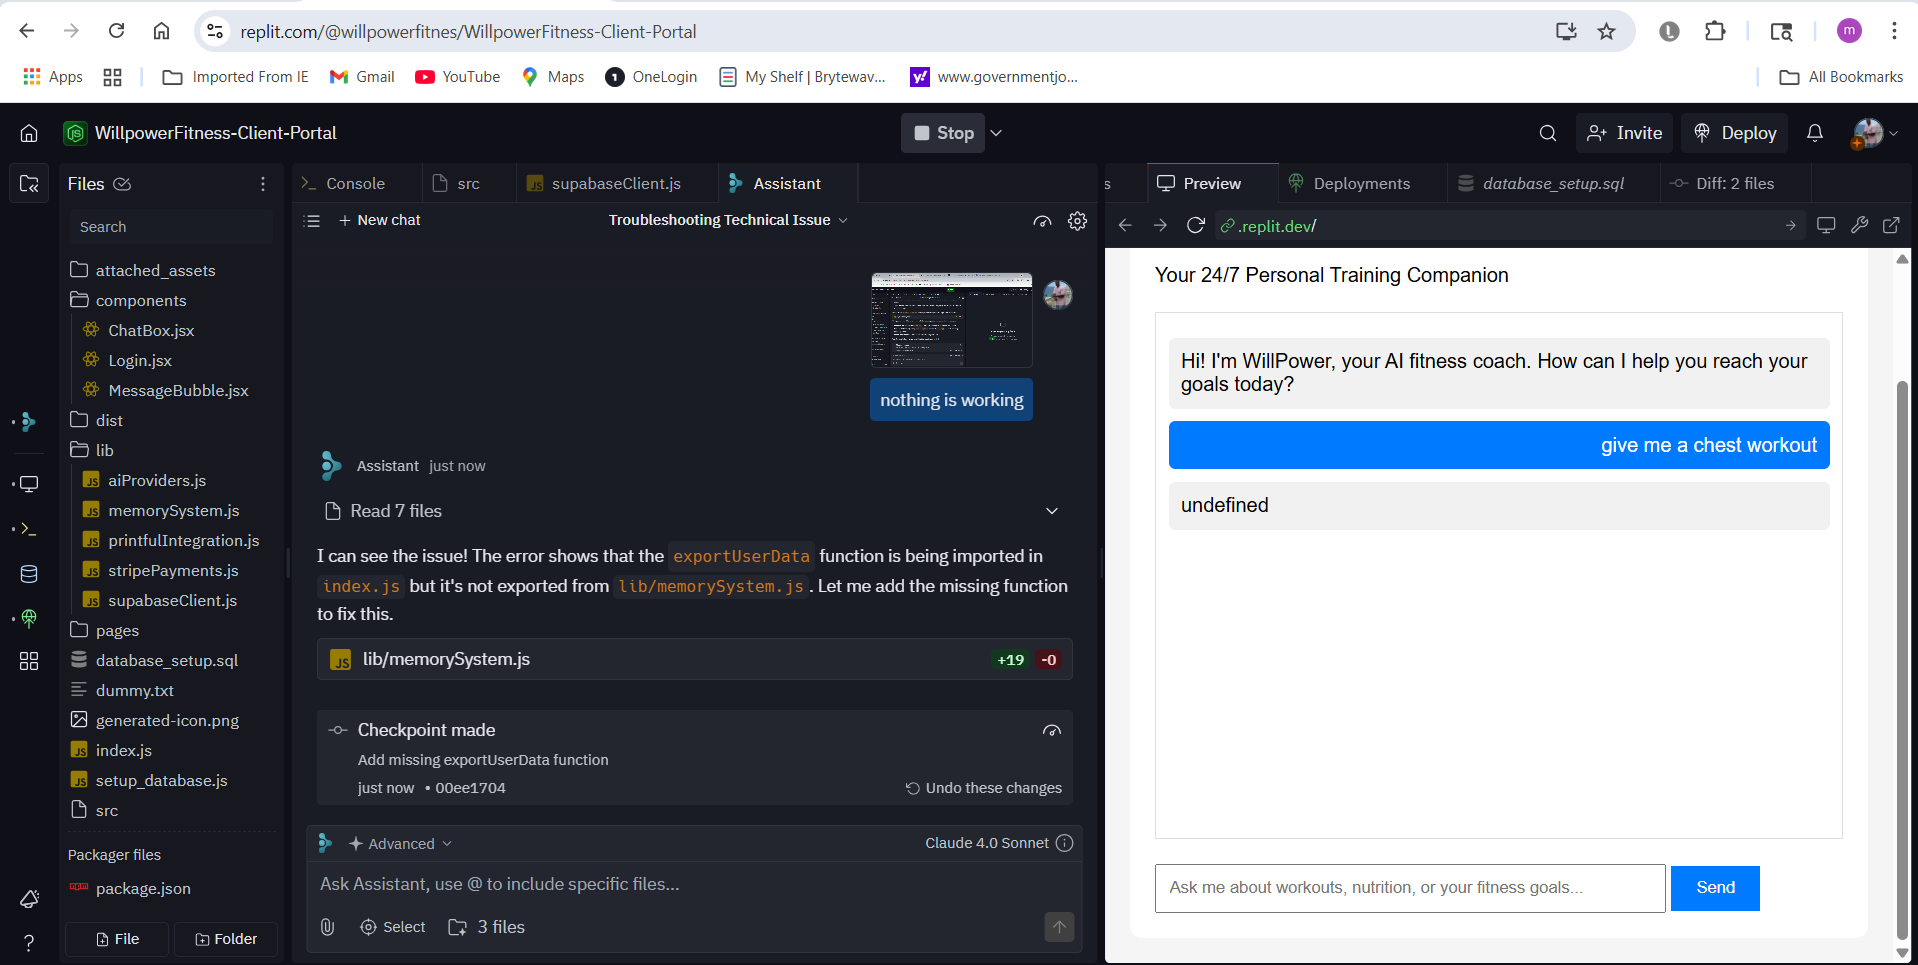 replit.com/@willpowerfitnes/WillpowerFitness-Client-Portal
m
Apps
Imported From IE
Gmail
YouTube
Maps
OneLogin
My Shelf | Brytewav...
www.governmentjo...
All Bookmarks
WillpowerFitness-Client-Portal
Stop
Invite
Deploy
Files
Search
attached_assets
components
ChatBox.jsx
Login.jsx
MessageBubble.jsx
dist
lib
aiProviders.js
memorySystem.js
printfulIntegration.js
stripePayments.js
supabaseClient.js
pages
database_setup.sql
dummy.txt
generated-icon.png
index.js
setup_database.js
src
Packager files
package.json
File
Folder
Console
src
supabaseClient.js
Assistant
New chat
Troubleshooting Technical Issue
nothing is working
Assistant just now
Read 7 files
I can see the issue! The error shows that the exportUserData function is being imported in
index.js but it's not exported from lib/memorySystem.js. Let me add the missing function
to fix this.
lib/memorySystem.js +19 -0
Checkpoint made
Add missing exportUserData function
just now • 00ee1704
Undo these changes
Advanced
Claude 4.0 Sonnet
Ask Assistant, use @ to include specific files...
Select
3 files
s
Preview
Deployments
database_setup.sql
Diff: 2 files
.replit.dev/
Your 24/7 Personal Training Companion
Hi! I'm WillPower, your AI fitness coach. How can I help you reach your
goals today?
give me a chest workout
undefined
Ask me about workouts, nutrition, or your fitness goals...
Send